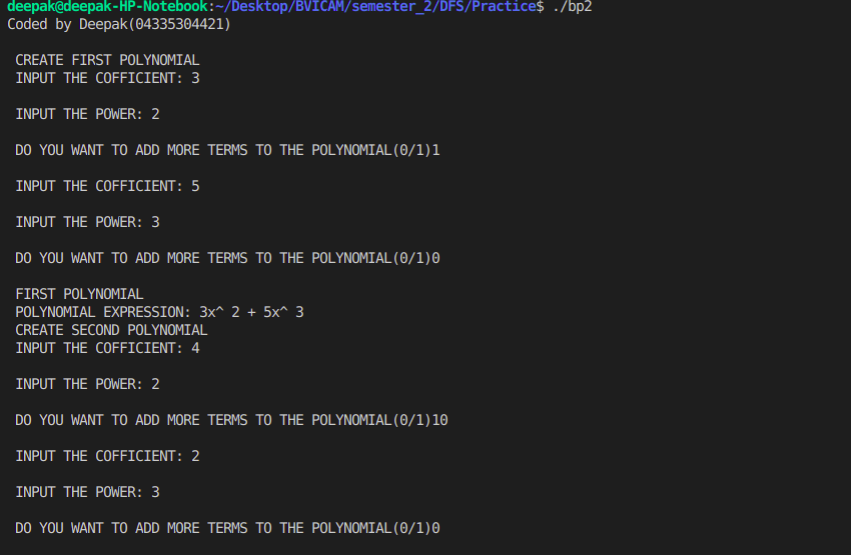 deepak@deepak-HP-Notebook:~/Desktop/BVICAM/semester_2/DFS/Practice$ ./bp2
Coded by Deepak(04335304421)
CREATE FIRST POLYNOMIAL
INPUT THE COFFICIENT: 3
INPUT THE POWER: 2
DO YOU WANT TO ADD MORE TERMS TO THE POLYNOMIAL(0/1)1
INPUT THE COFFICIENT: 5
INPUT THE POWER: 3
DO YOU WANT TO ADD MORE TERMS TO THE POLYNOMIAL(0/1)0
FIRST POLYNOMIAL
POLYNOMIAL EXPRESSION: 3x^ 2 + 5x^ 3
CREATE SECOND POLYNOMIAL
INPUT THE COFFICIENT: 4
INPUT THE POWER: 2
DO YOU WANT TO ADD MORE TERMS TO THE POLYNOMIAL(0/1)10
INPUT THE COFFICIENT: 2
INPUT THE POWER: 3
DO YOU WANT TO ADD MORE TERMS TO THE POLYNOMIAL(0/1)0